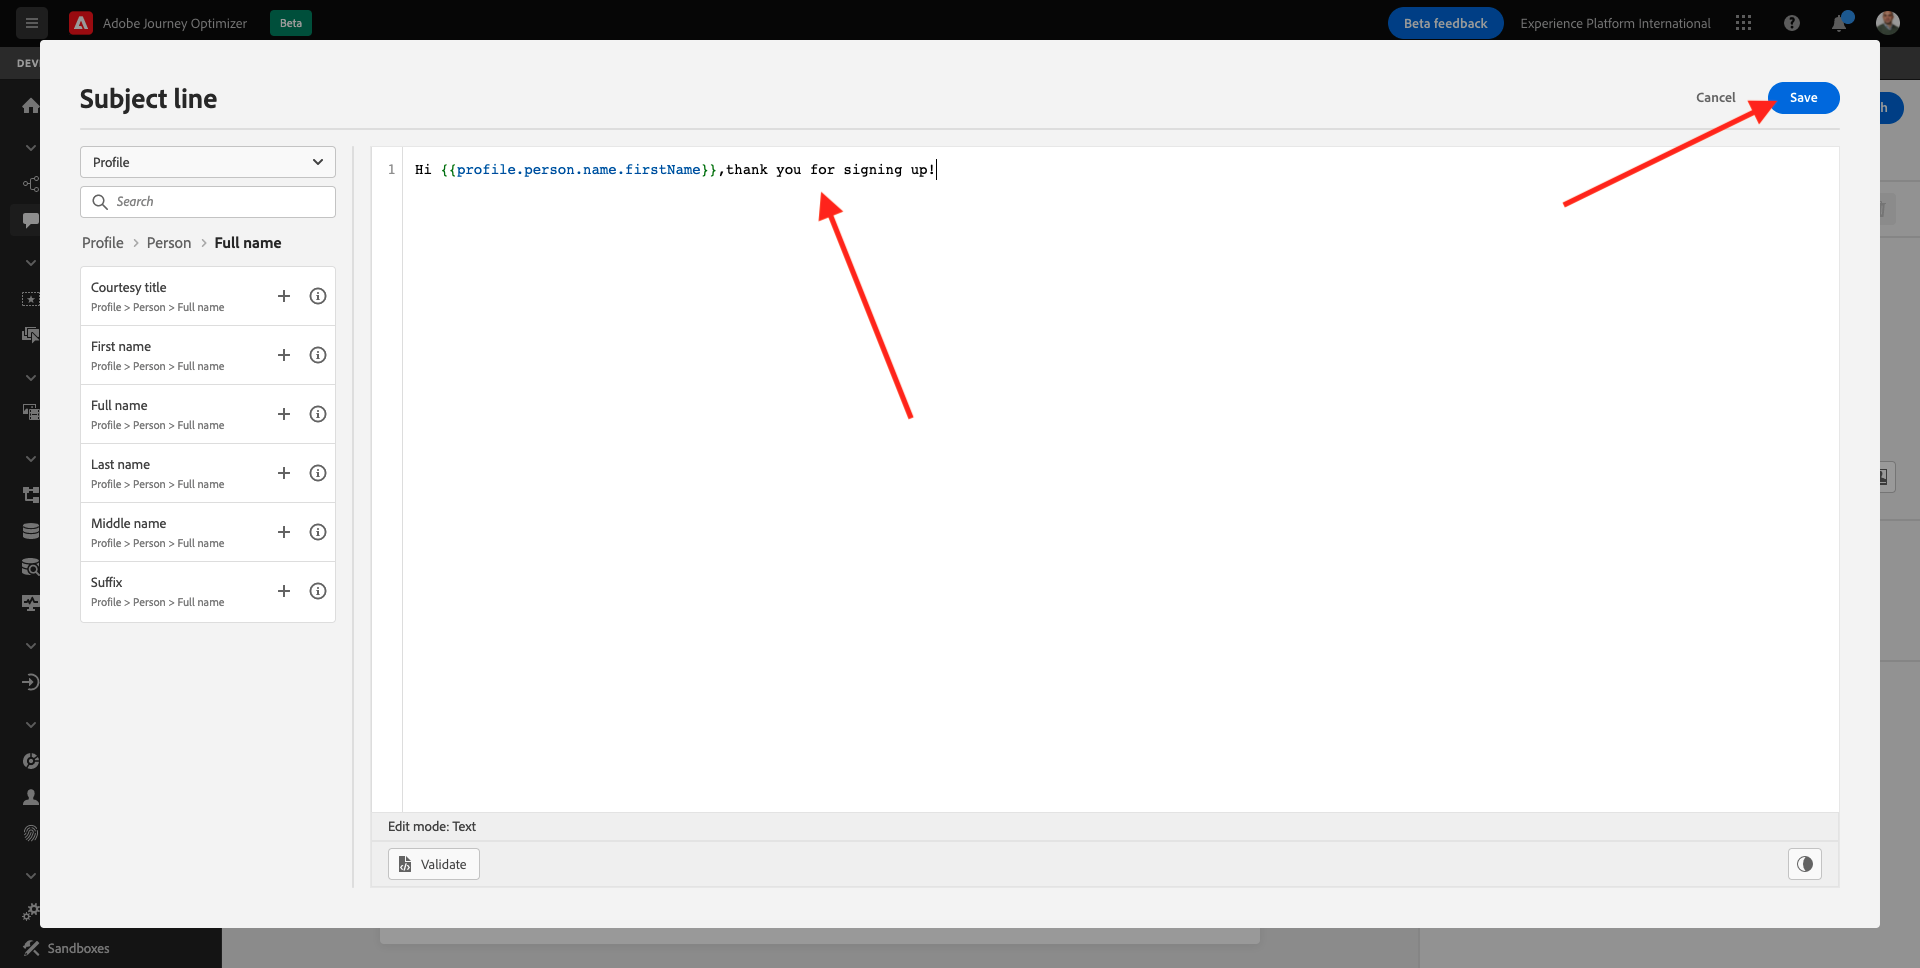 Adobe Journey Optimizer
Beta
Beta feedback
Experience Platform International
DEV
Subject line
Cancel
Save
Profile
Search
Profile > Person > Full name
Courtesy title
Profile > Person > Full name
First name
Profile > Person > Full name
Full name
Profile > Person > Full name
Last name
Profile > Person > Full name
Middle name
Profile > Person > Full name
Suffix
Profile > Person > Full name
1 Hi {{profile.person.name.firstName}},thank you for signing up!
Edit mode: Text
Validate
Sandboxes